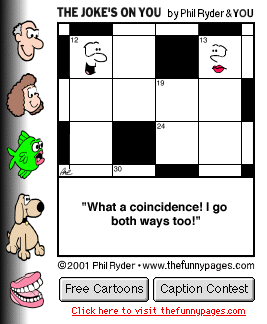 THE JOKE'S ON YOU by Phil Ryder & YOU
12 13
19
24
30
"What a coincidence! I go
both ways too!"
©2001 Phil Ryder • www.thefunnypages.com
Free Cartoons Caption Contest
Click here to visit thefunnypages.com